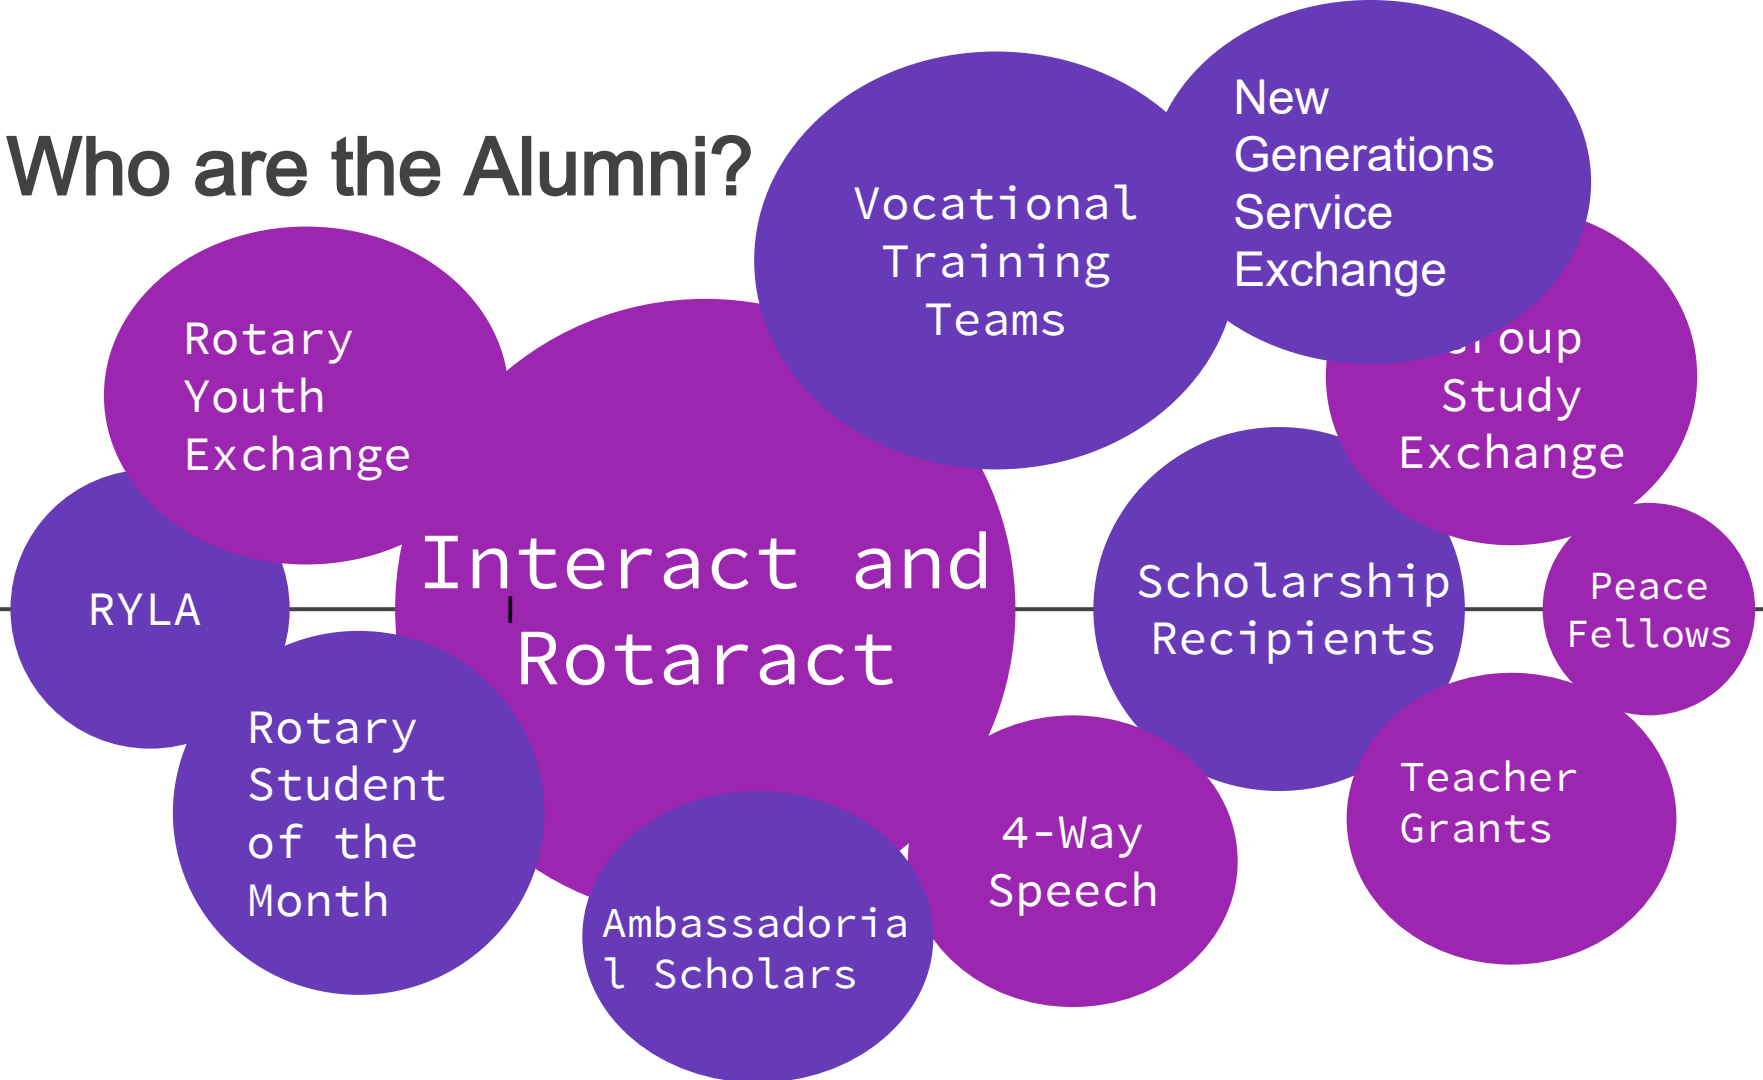 Who are the Alumni?
New
Generations
Service
Exchange
Vocational
Training
Teams
Rotary
Youth
Exchange
Group
Study
Exchange
Interact and
Rotaract
RYLA
Scholarship
Recipients
Peace
Fellows
Rotary
Student
of the
Month
Teacher
Grants
4-Way
Speech
Ambassadoria
l Scholars